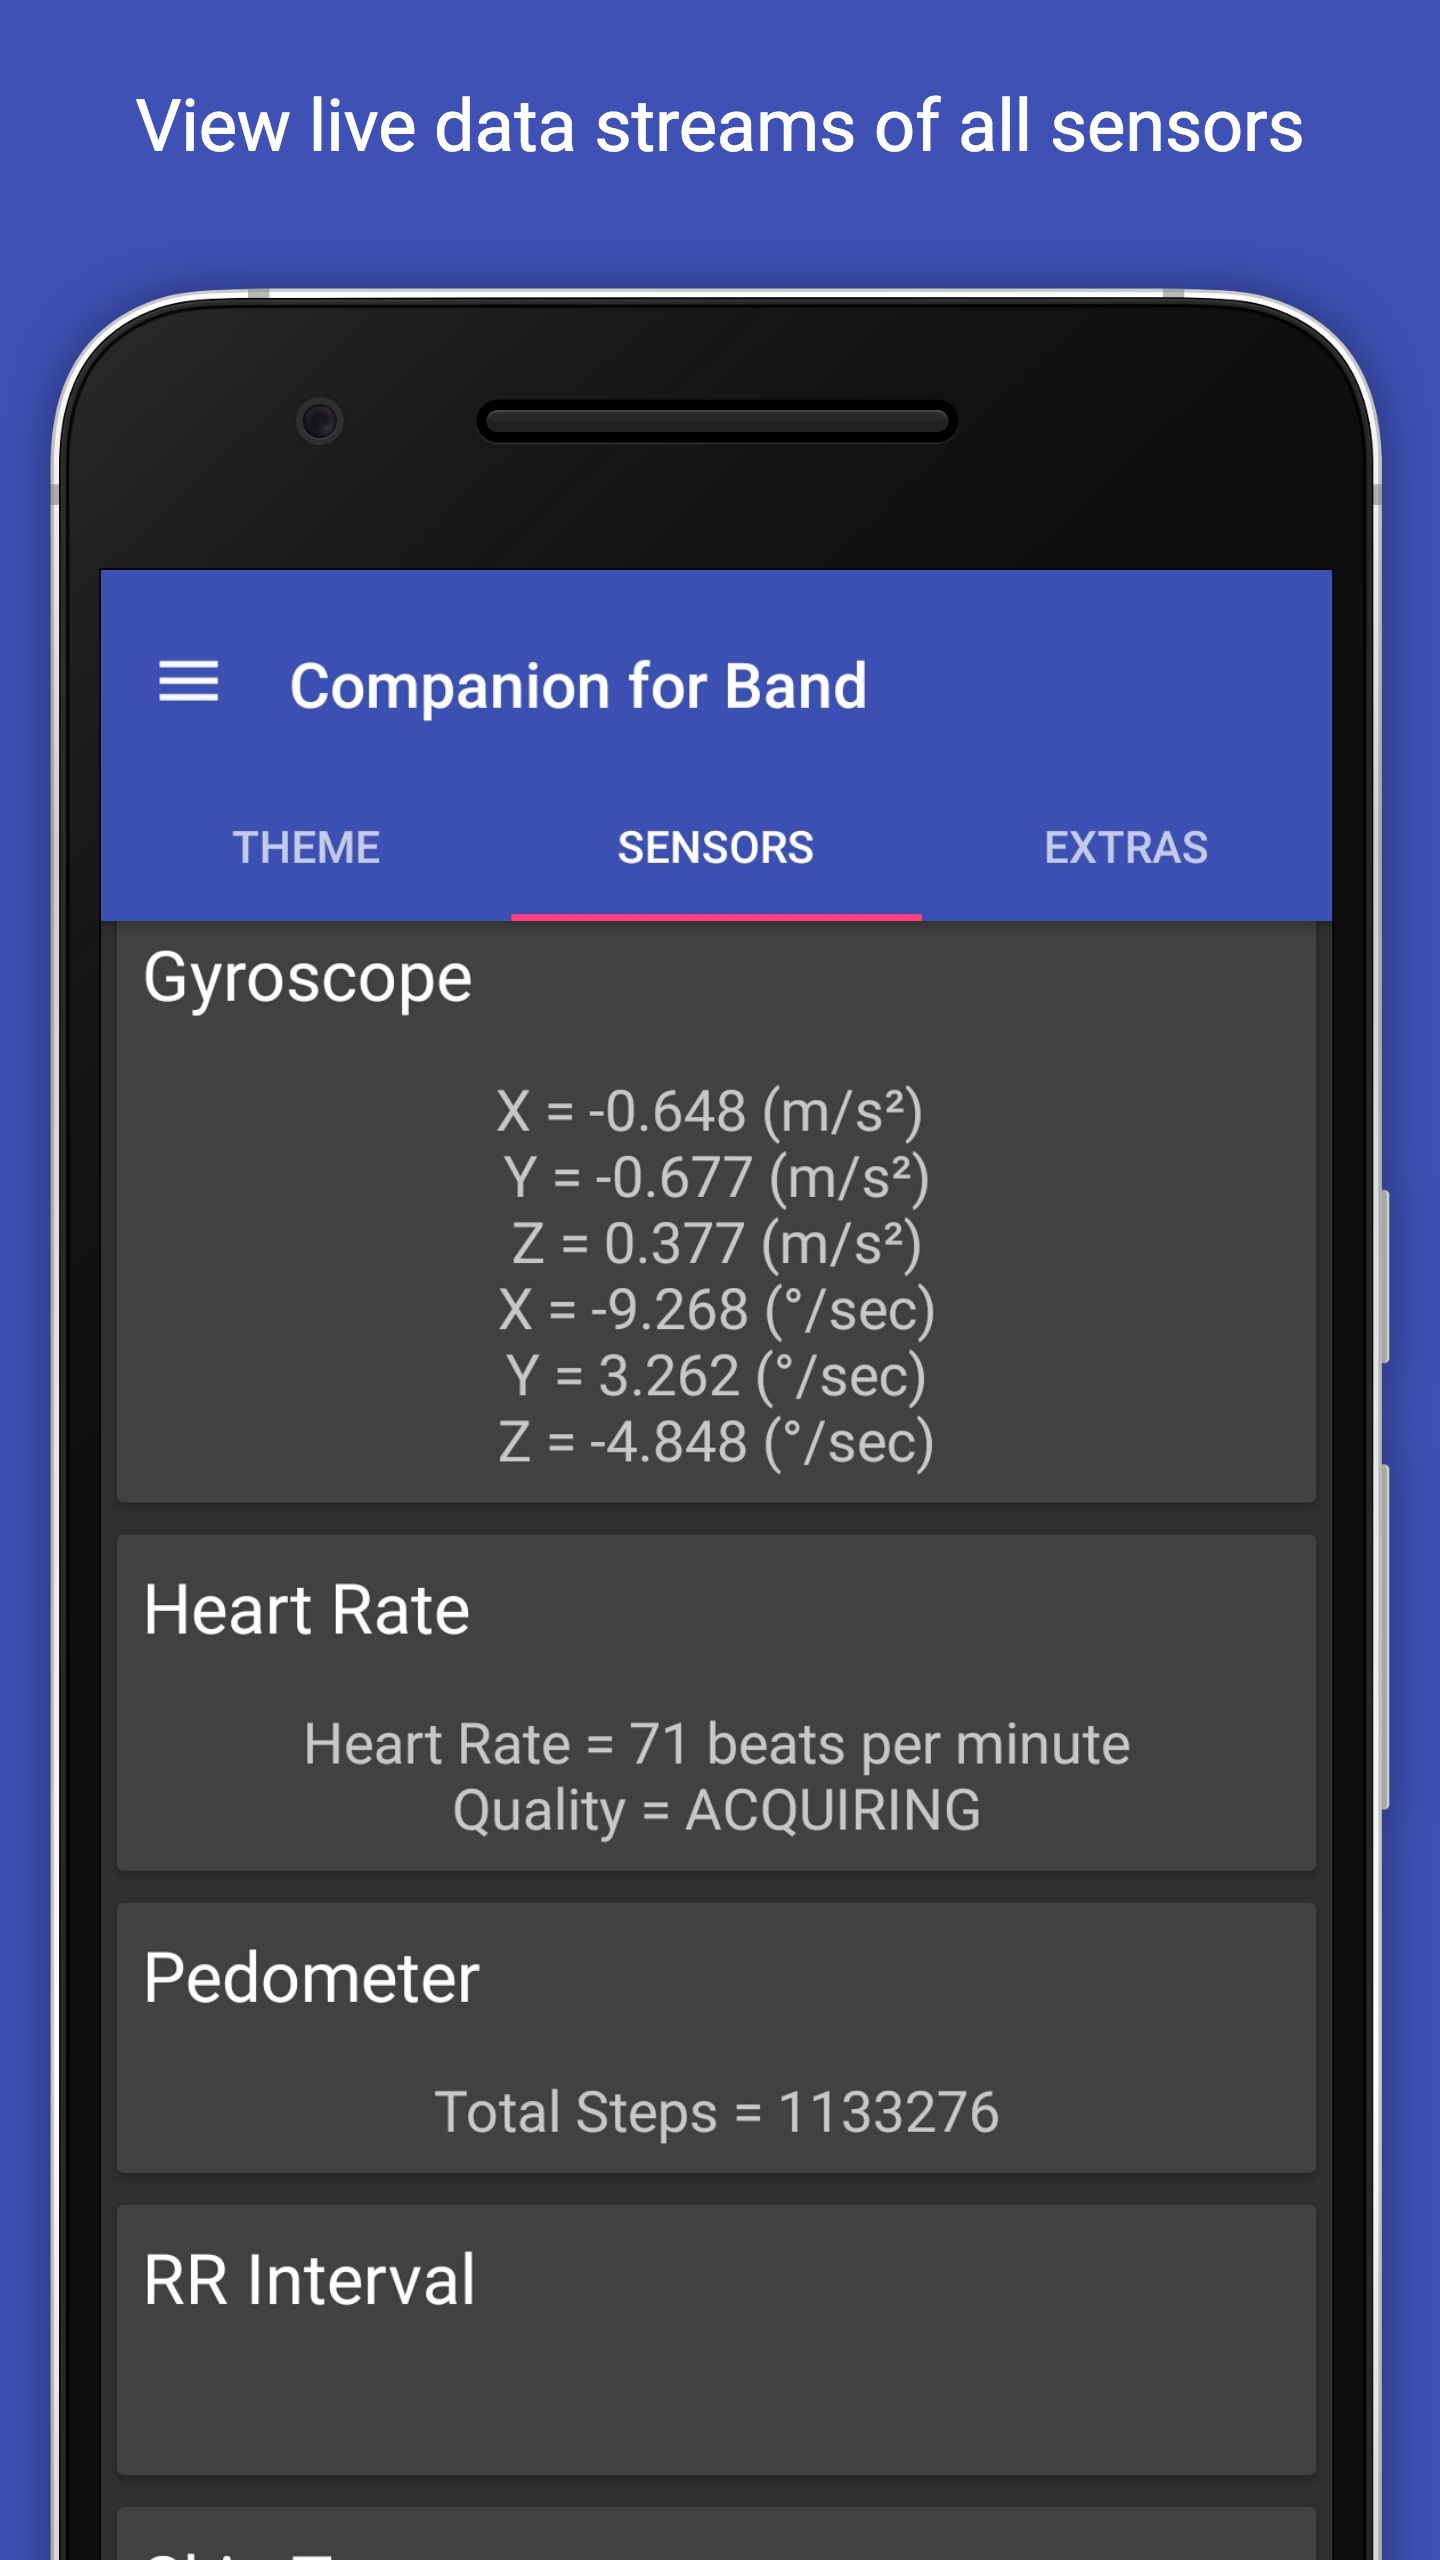 View live data streams of all sensors
Companion for Band
THEME SENSORS EXTRAS
Gyroscope
X = -0.648 (m/s²)
Y = -0.677 (m/s²)
Z = 0.377 (m/s²)
X = -9.268 (°/sec)
Y = 3.262 (°/sec)
Z = -4.848 (°/sec)
Heart Rate
Heart Rate = 71 beats per minute
Quality = ACQUIRING
Pedometer
Total Steps = 1133276
RR Interval